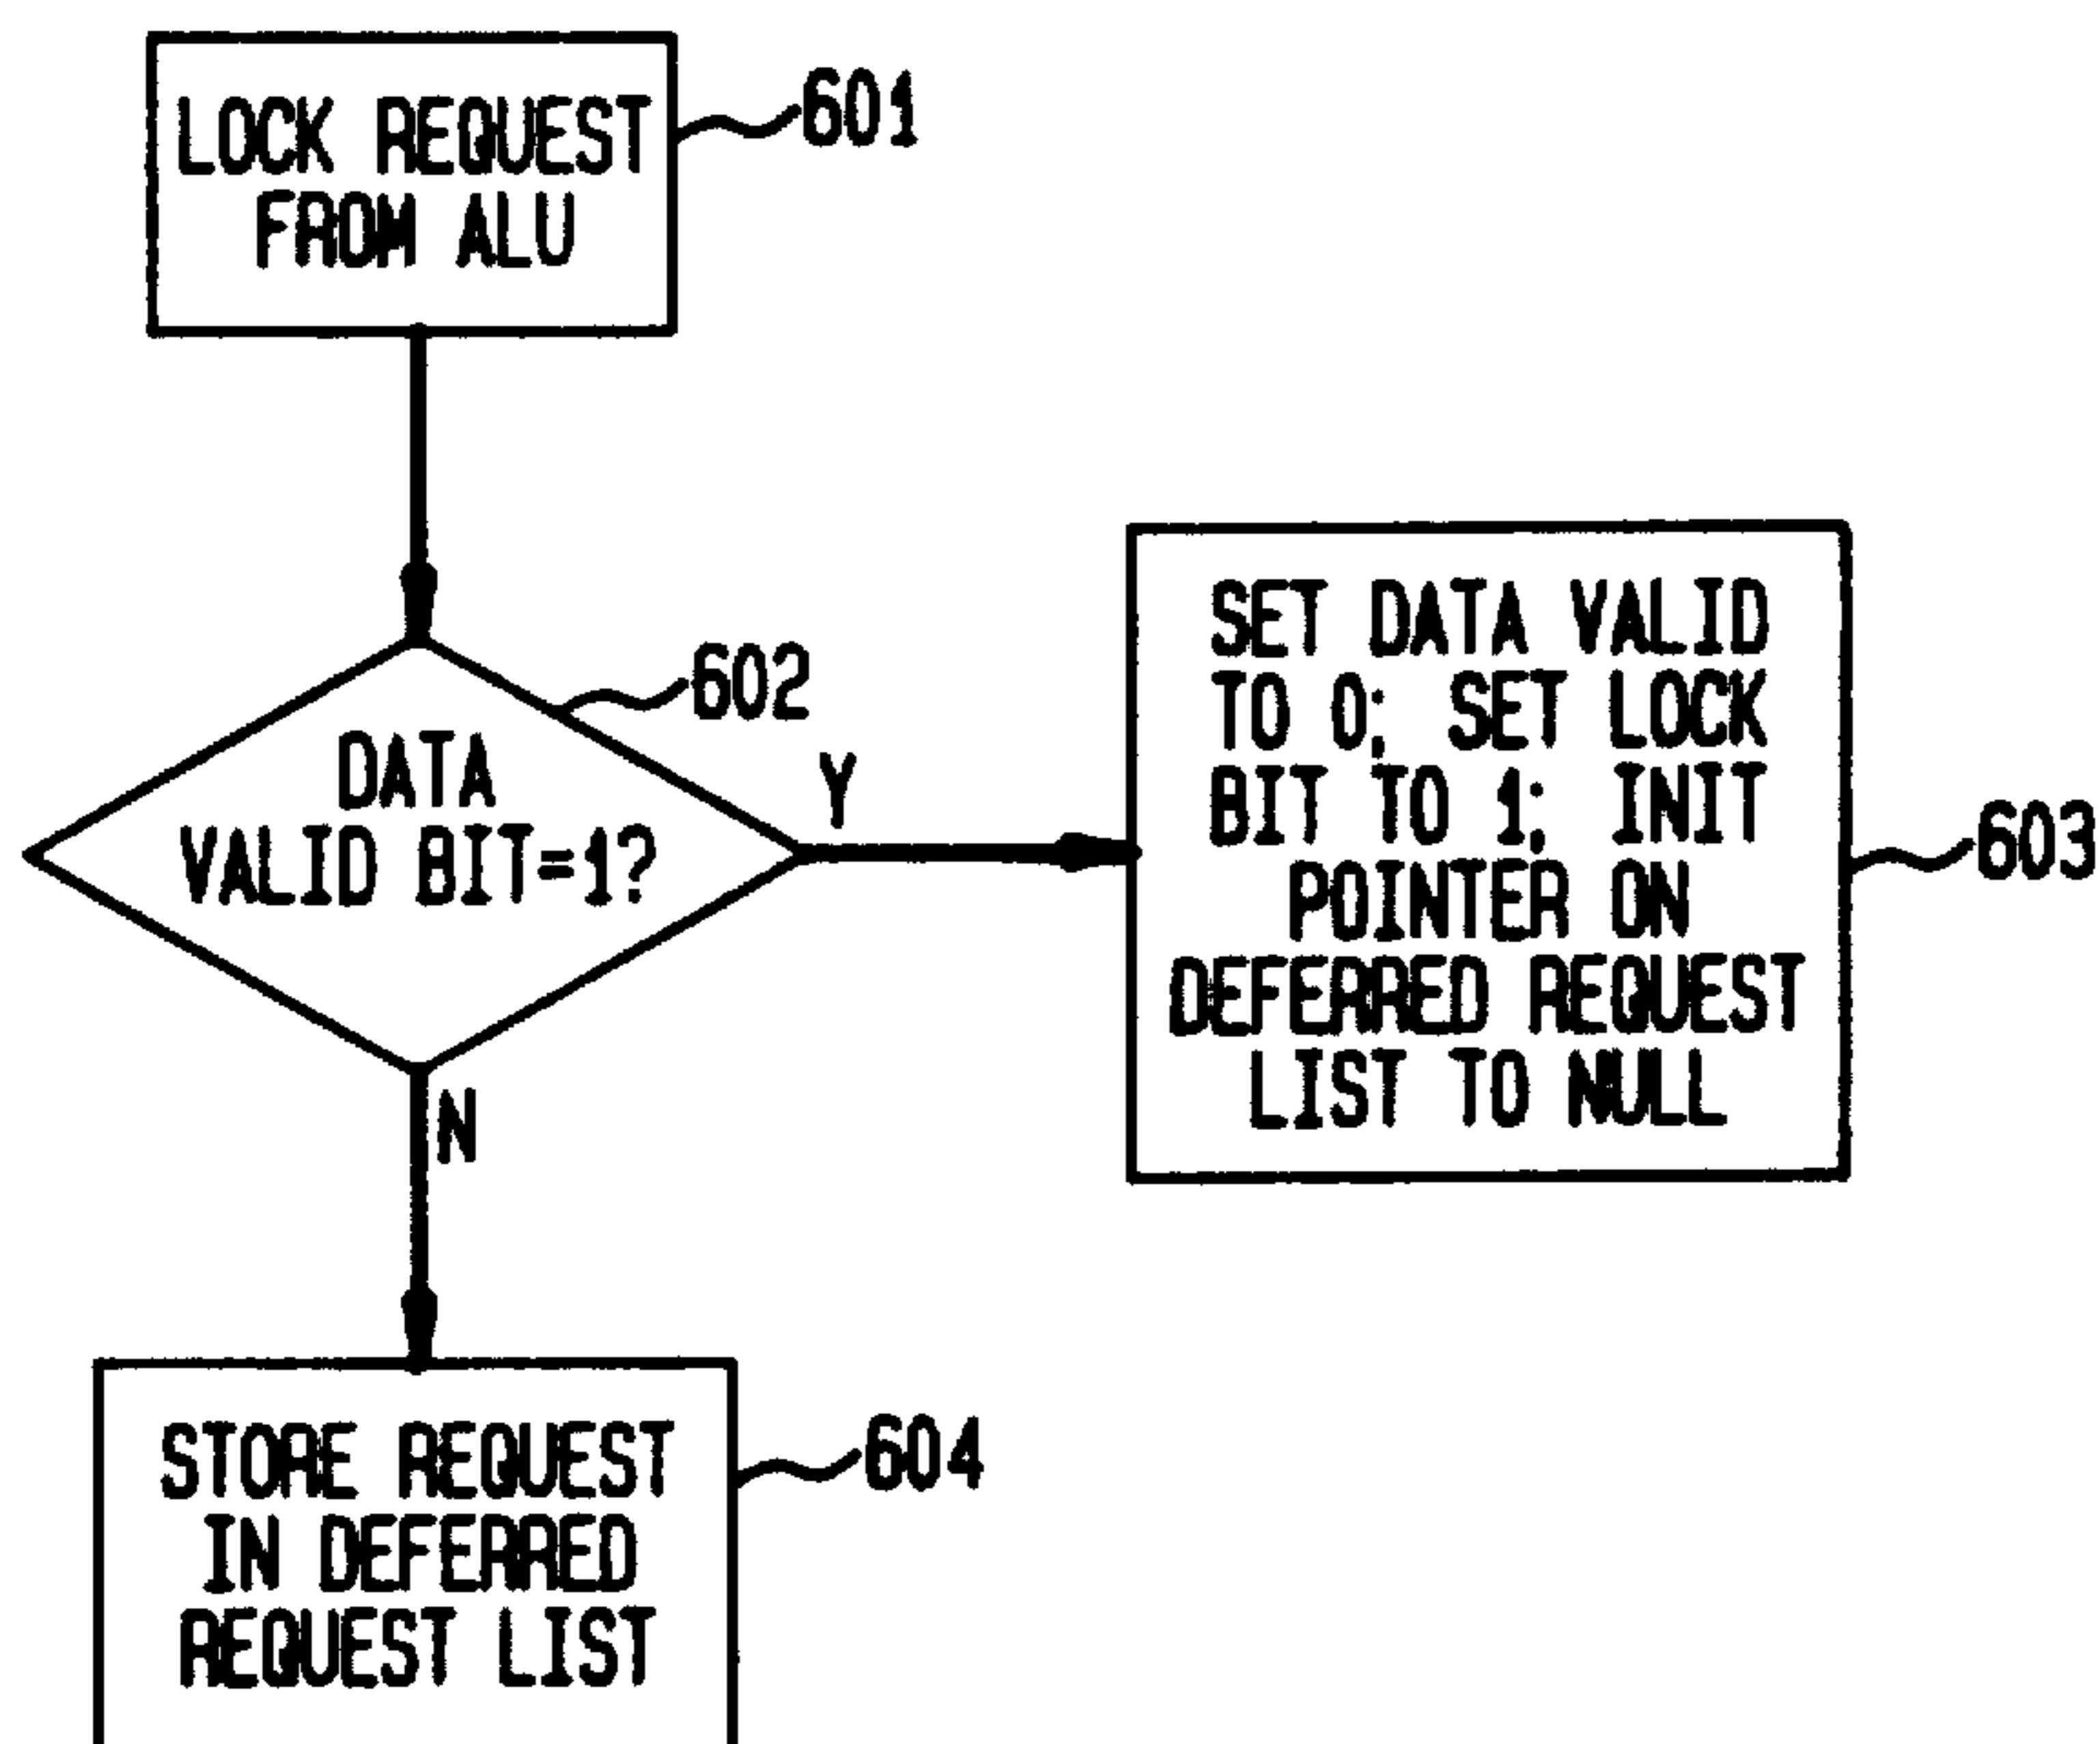 LOCK REQUEST
FROM ALU
601
602
DATA
VALID BIT=1?
Y
N
SET DATA VALID
TO 0; SET LOCK
BIT TO 1; INIT
POINTER ON
DEFERRED REQUEST
LIST TO NULL
603
STORE REQUEST
IN DEFERRED
REQUEST LIST
604